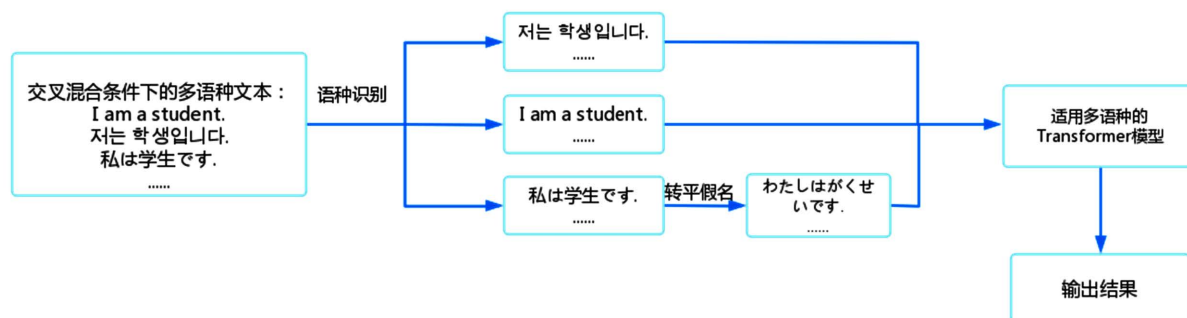 交叉混合条件下的多语种文本：
I am a student.
저는 학생입니다.
私は学生です.
......
语种识别
저는 학생입니다.
......
I am a student.
......
私は学生です.
......
转平假名
わたしはがくせ
いです.
......
适用多语种的
Transformer模型
输出结果